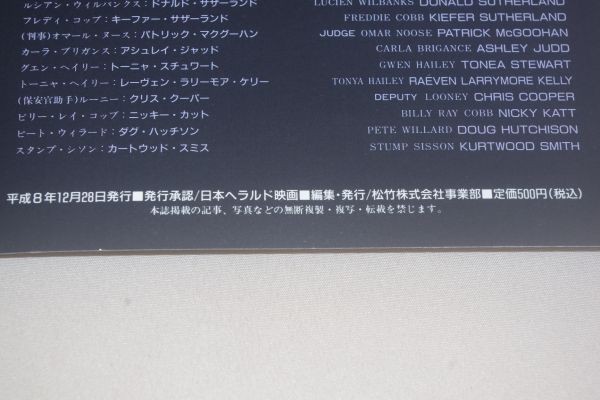 ルシアン・ウィルバンクス：ドナルド・サザーランド LUCIEN WILBANKS DONALD SUTHERLAND
フレディ・コップ：キーファー・サザーランド FREDDIE COBB KIEFER SUTHERLAND
(判事)オマール・ヌース：パトリック・マクグーハン JUDGE OMAR NOOSE PATRICK McGOOHAN
カーラ・ブリガンス：アシュレイ・ジャッド CARLA BRIGANCE ASHLEY JUDD
グエン・ヘイリー：トーニャ・スチュワート GWEN HAILEY TONEA STEWART
トーニャ・ヘイリー：レーヴェン・ラリーモア・ケリー TONYA HAILEY RAÉVEN LARRYMORE KELLY
(保安官助手)ルーニー：クリス・クーパー DEPUTY LOONEY CHRIS COOPER
ビリー・レイ・コップ：ニッキー・カット BILLY RAY COBB NICKY KATT
ピート・ウィラード：ダグ・ハッチソン PETE WILLARD DOUG HUTCHISON
スタンプ・シソン：カートウッド・スミス STUMP SISSON KURTWOOD SMITH
平成8年12月28日発行■発行承認/日本ヘラルド映画■編集・発行/松竹株式会社事業部■定価500円(税込)
本誌掲載の記事、写真などの無断複製・複写・転載を禁じます。